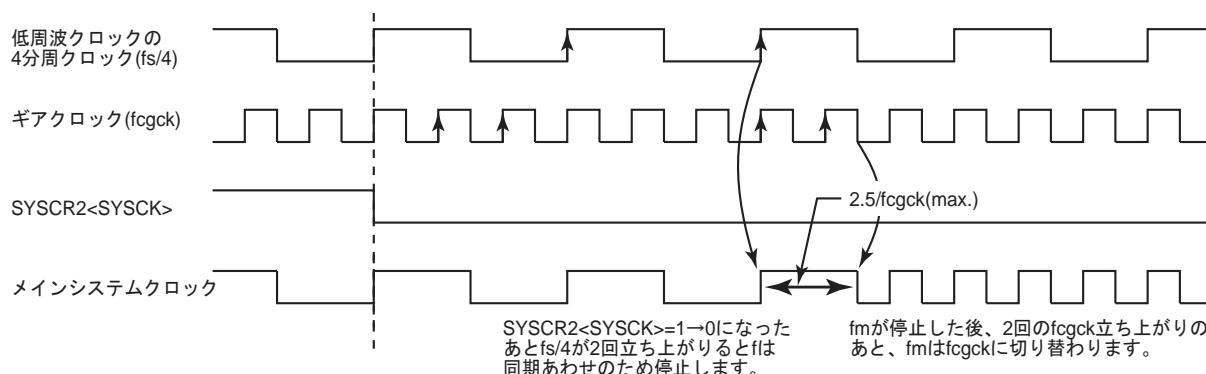 低周波クロックの
4分周クロック(fs/4)
ギアクロック(fcgck)
SYSCR2<SYSCK>
2.5/fcgck(max.)
メインシステムクロック
SYSCR2<SYSCK>=1→0になった
あとfs/4が2回立ち上がりるとfは
同期あわせのため停止します。
fmが停止した後、2回のfcgck立ち上がりの
あと、fmはfcgckに切り替わります。